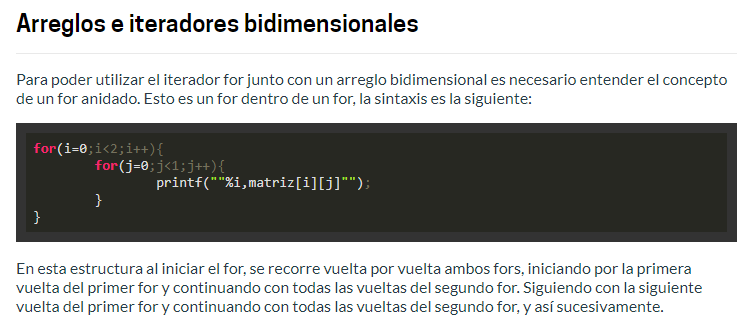 Arreglos e iteradores bidimensionales
Para poder utilizar el iterador for junto con un arreglo bidimensional es necesario entender el concepto
de un for anidado. Esto es un for dentro de un for, la sintaxis es la siguiente:
for(i=0;i<2;i++){
for(j=0;j<1;j++){
printf(""%i,matriz[i][j]"");
}
}
En esta estructura al iniciar el for, se recorre vuelta por vuelta ambos fors, iniciando por la primera
vuelta del primer for y continuando con todas las vueltas del segundo for. Siguiendo con la siguiente
vuelta del primer for y continuando con todas las vueltas del segundo for, y así sucesivamente.